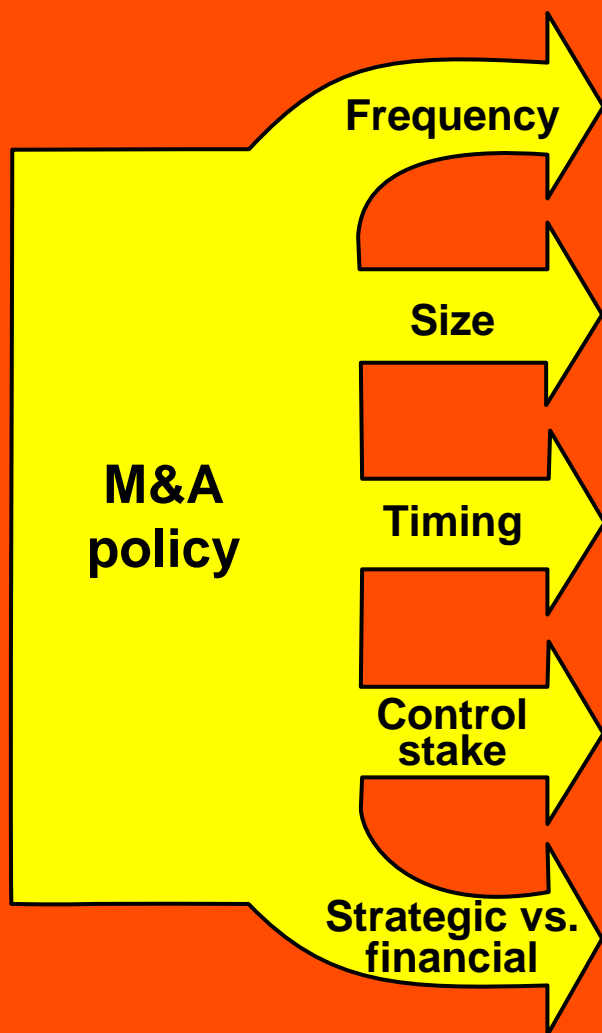 Frequency
Size
M&A
policy
Timing
Control
stake
Strategic vs.
financial